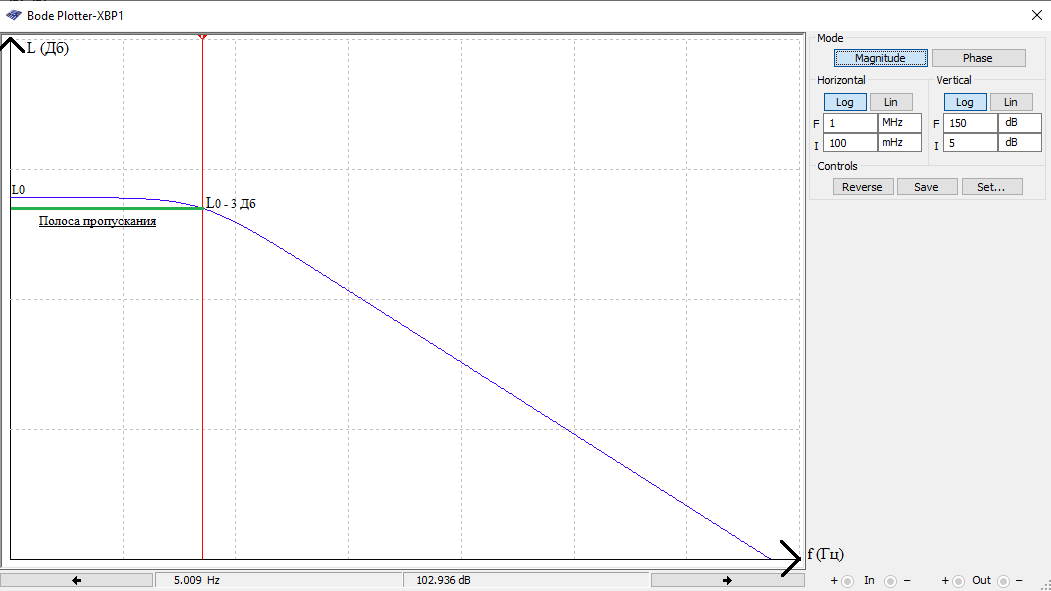 Bode Plotter-XBP1
L (Дб)
L0
L0 - 3 Дб
Полоса пропускания
f (Гц)
5.009 Hz
102.936 dB
Mode
Magnitude
Phase
Horizontal
Vertical
Log
Lin
Log
Lin
F
1
MHz
F
150
dB
I
100
mHz
I
5
dB
Controls
Reverse
Save
Set...
+ In −
+ Out −